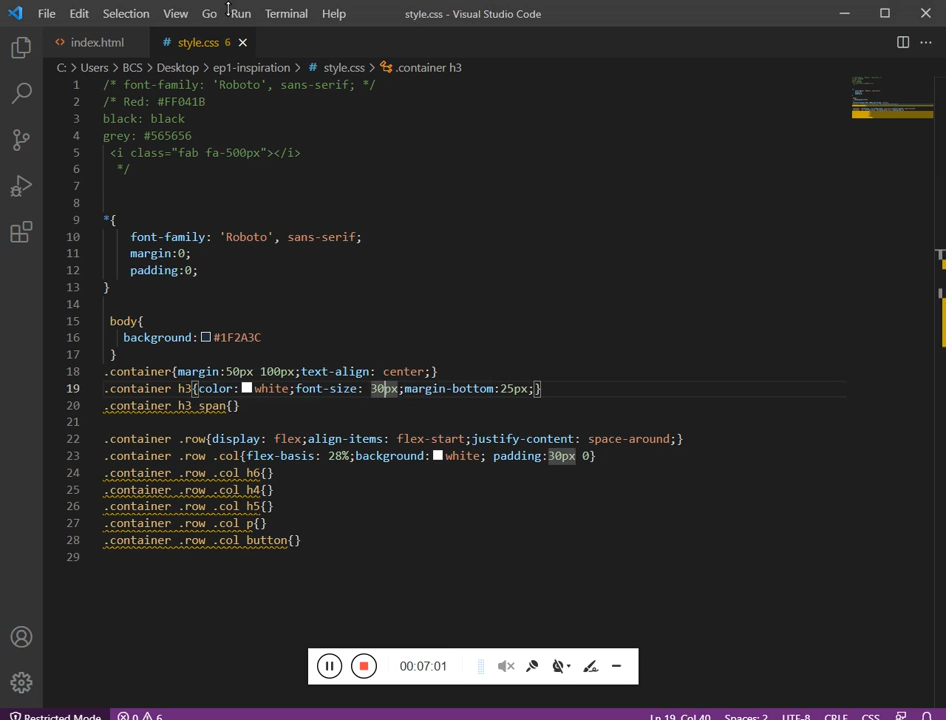 File Edit Selection View Go Run Terminal Help style.css - Visual Studio Code
<> index.html # style.css 6
C: > Users > BCS > Desktop > ep1-inspiration > # style.css > .container h3
1 /* font-family: 'Roboto', sans-serif; */
2 /* Red: #FF041B
3 black: black
4 grey: #565656
5 <i class="fab fa-500px"></i>
6 */
7
8
9 *{
10 font-family: 'Roboto', sans-serif;
11 margin:0;
12 padding:0;
13 }
14
15 body{
16 background: #1F2A3C
17 }
18 .container{margin:50px 100px;text-align: center;}
19 .container h3{color: white;font-size: 30px;margin-bottom:25px;}
20 .container h3 span{}
21
22 .container .row{display: flex;align-items: flex-start;justify-content: space-around;}
23 .container .row .col{flex-basis: 28%;background: white; padding:30px 0}
24 .container .row .col h6{}
25 .container .row .col h4{}
26 .container .row .col h5{}
27 .container .row .col p{}
28 .container .row .col button{}
29
00:07:01
Restricted Mode 0 6 Ln 19, Col 40 Spaces: 2 UTF-8 CRLF CSS